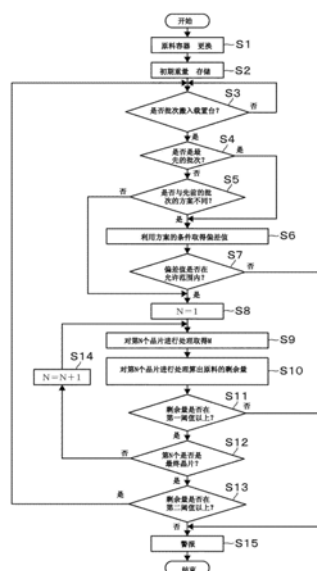 开始
原料容器 更换
S1
初期重量 存储
S2
S3
是否批次搬入载置台?
否
是
S4
是否是最
先的批次?
是
否
S5
是否与先前的批
次的方案不同?
否
是
利用方案的条件取得偏差值
S6
S7
偏差值是否在
允许范围内?
否
是
N=1
S8
对第N个晶片进行处理取得M
S9
S14
N=N+1
对第N个晶片进行处理算出原料的剩余量
S10
S11
剩余量是否在
第一阈值以上?
否
是
S12
第N个是否是
最终晶片?
否
是
S13
剩余量是否在
第二阈值以上?
是
否
警报
S15
结束